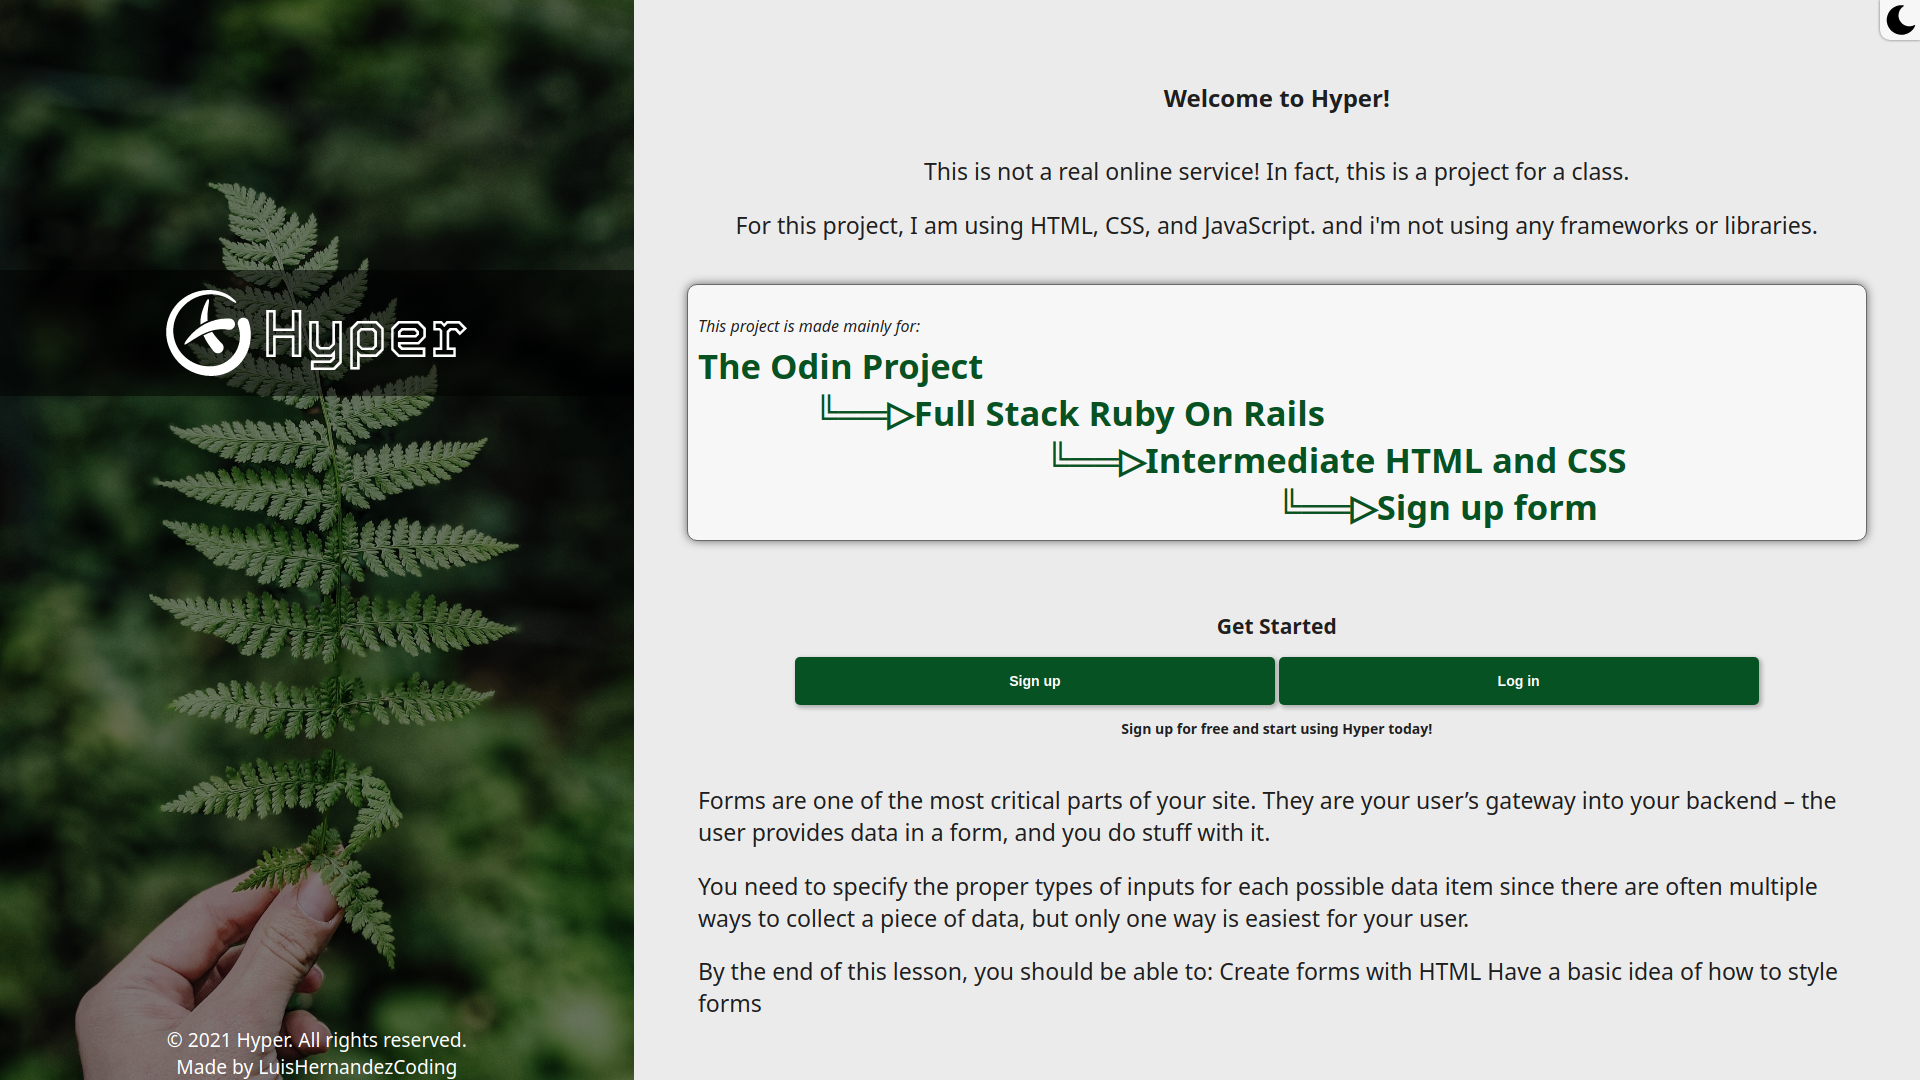 Hyper
© 2021 Hyper. All rights reserved.
Made by LuisHernandezCoding
Welcome to Hyper!
This is not a real online service! In fact, this is a project for a class.
For this project, I am using HTML, CSS, and JavaScript. and i'm not using any frameworks or libraries.
This project is made mainly for:
The Odin Project
╚══▷Full Stack Ruby On Rails
╚══▷Intermediate HTML and CSS
╚══▷Sign up form
Get Started
Sign up
Log in
Sign up for free and start using Hyper today!
Forms are one of the most critical parts of your site. They are your user’s gateway into your backend – the
user provides data in a form, and you do stuff with it.
You need to specify the proper types of inputs for each possible data item since there are often multiple
ways to collect a piece of data, but only one way is easiest for your user.
By the end of this lesson, you should be able to: Create forms with HTML Have a basic idea of how to style
forms